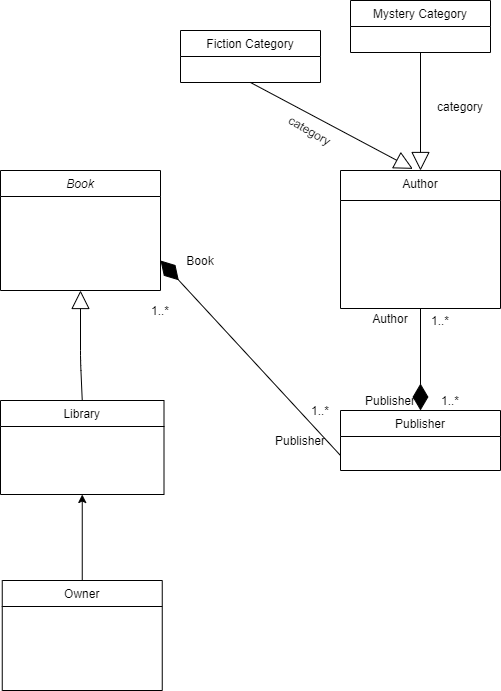 Mystery Category
Fiction Category
category
category
Book
Author
Book
1..*
Author
1..*
1..*
Publisher
1..*
Publisher
Publisher
Library
Owner